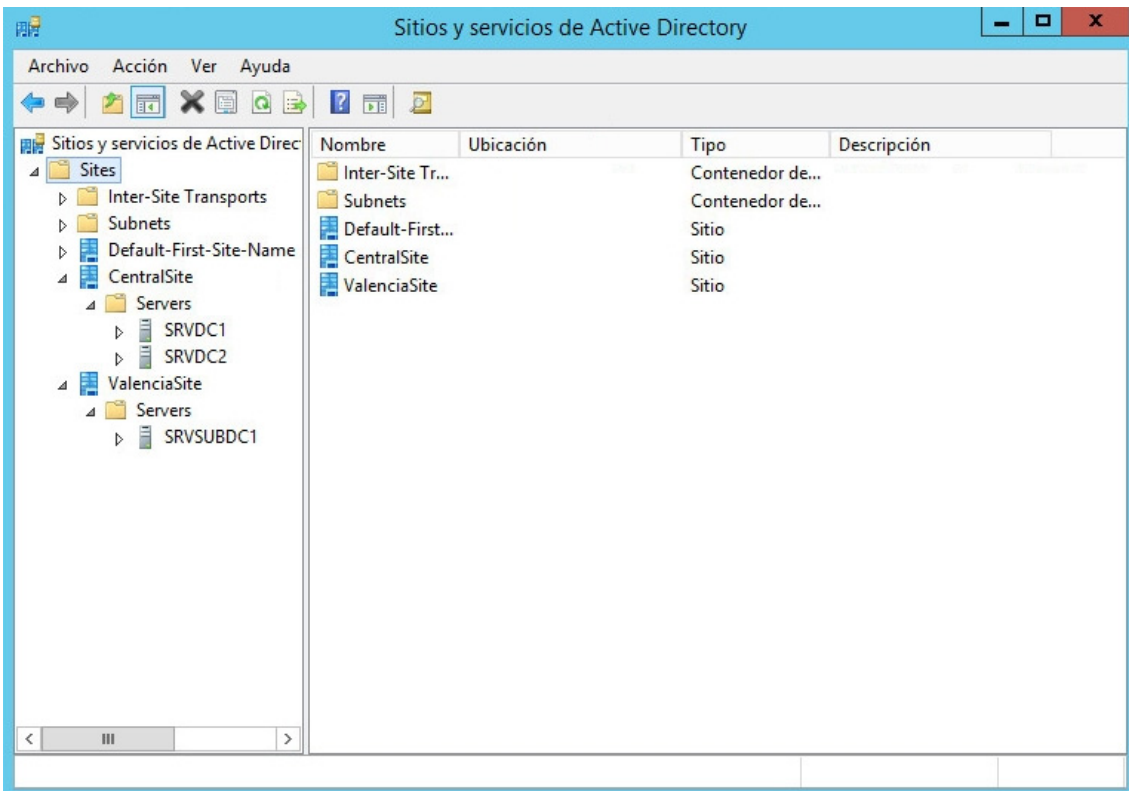 Sitios y servicios de Active Directory
Archivo Acción Ver Ayuda
Sitios y servicios de Active Direc
Sites
Inter-Site Transports
Subnets
Default-First-Site-Name
CentralSite
Servers
SRVDC1
SRVDC2
ValenciaSite
Servers
SRVSUBDC1
Nombre Ubicación Tipo Descripción
Inter-Site Tr... Contenedor de...
Subnets Contenedor de...
Default-First... Sitio
CentralSite Sitio
ValenciaSite Sitio